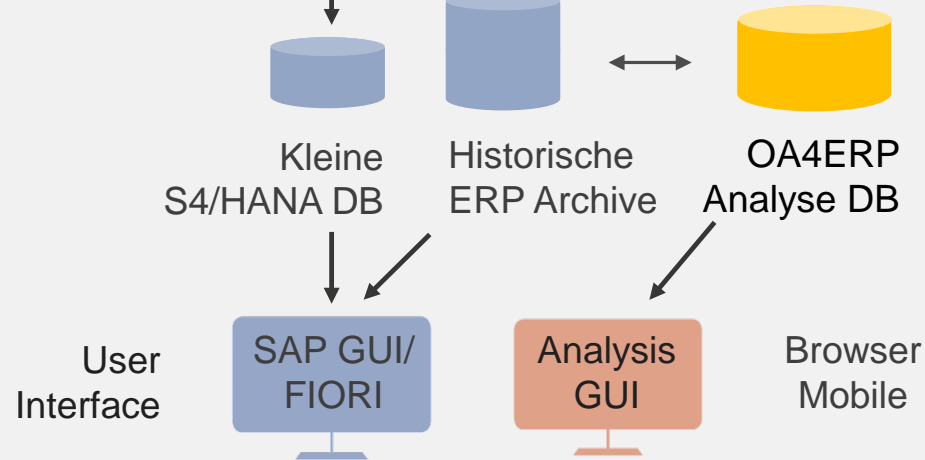 Kleine
S4/HANA DB
Historische
ERP Archive
OA4ERP
Analyse DB
User
Interface
SAP GUI/
FIORI
Analysis
GUI
Browser
Mobile